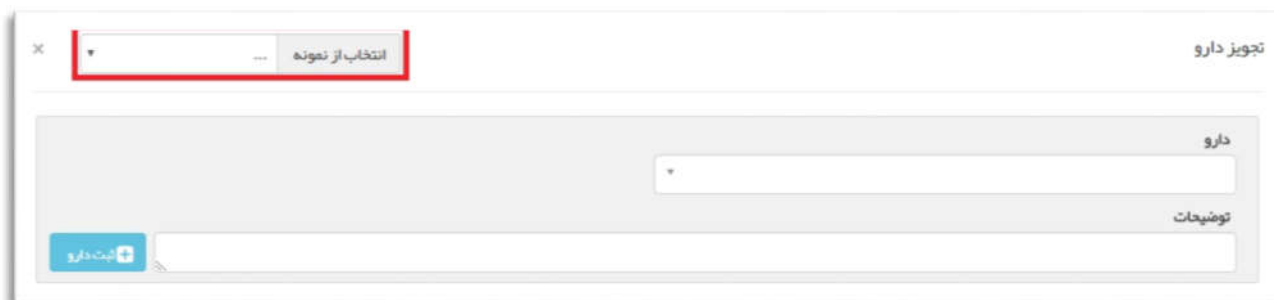 تجویز دارو
انتخاب از نمونه ... ×
دارو
توضیحات
ثبت دارو